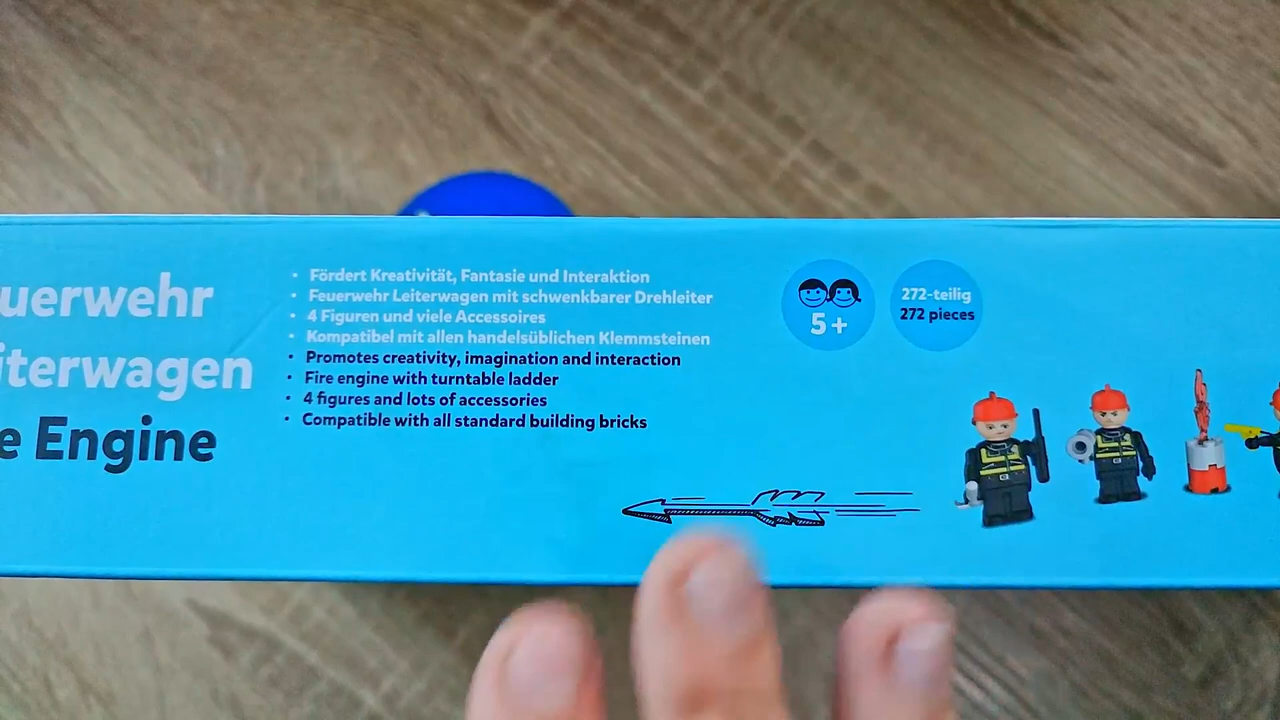 uerwehr
iterwagen
e Engine
• Fördert Kreativität, Fantasie und Interaktion
• Feuerwehr Leiterwagen mit schwenkbarer Drehleiter
• 4 Figuren und viele Accessoires
• Kompatibel mit allen handelsüblichen Klemmsteinen
• Promotes creativity, imagination and interaction
• Fire engine with turntable ladder
• 4 figures and lots of accessories
• Compatible with all standard building bricks
5+
272-teilig
272 pieces